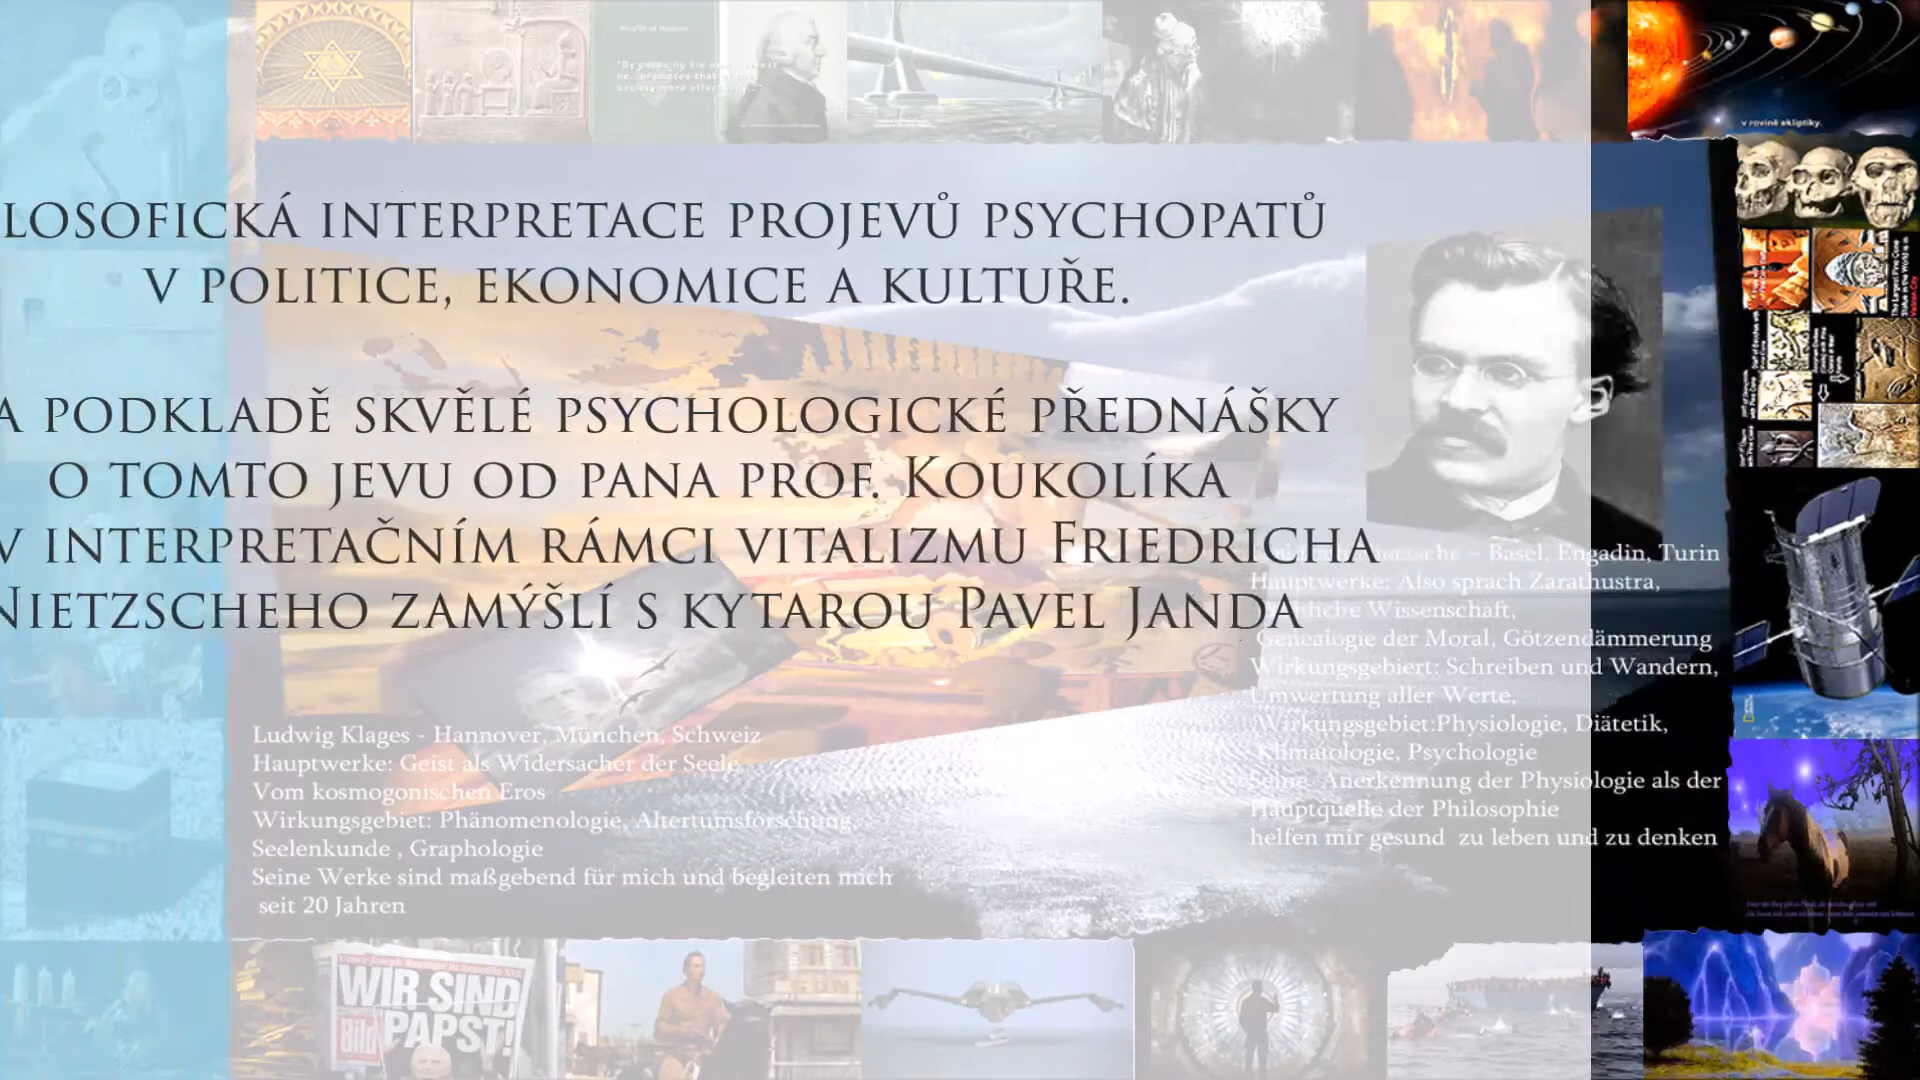 LOSOFICKÁ INTERPRETACE PROJEVŮ PSYCHOPATŮ
V POLITICE, EKONOMICE A KULTUŘE.
A PODKLADĚ SKVĚLÉ PSYCHOLOGICKÉ PŘEDNÁŠKY
O TOMTO JEVU OD PANA PROF. KOUKOLÍKA
V INTERPRETAČNÍM RÁMCI VITALIZMU FRIEDRICHA
NIETZSCHEHO ZAMÝŠLÍ S KYTAROU PAVEL JANDA
– Basel, Engadin, Turin
Hauptwerke: Also sprach Zarathustra,
Wissenschaft,
Genealogie der Moral, Götzendämmerung
Wirkungsgebiert: Schreiben und Wandern,
Umwertung aller Werte,
Wirkungsgebiet:Physiologie, Diätetik,
Klimatologie, Psychologie
Seine Anerkennung der Physiologie als der
Hauptquelle der Philosophie
helfen mir gesund zu leben und zu denken
Ludwig Klages - Hannover, München, Schweiz
Hauptwerke: Geist als Widersacher der Seele
Vom kosmogonischen Eros
Wirkungsgebiet: Phänomenologie, Altertumsforschung,
Seelenkunde , Graphologie
Seine Werke sind maßgebend für mich und begleiten mich
seit 20 Jahren
v rovině ekliptiky.
WIR SIND
Bild PAPST!